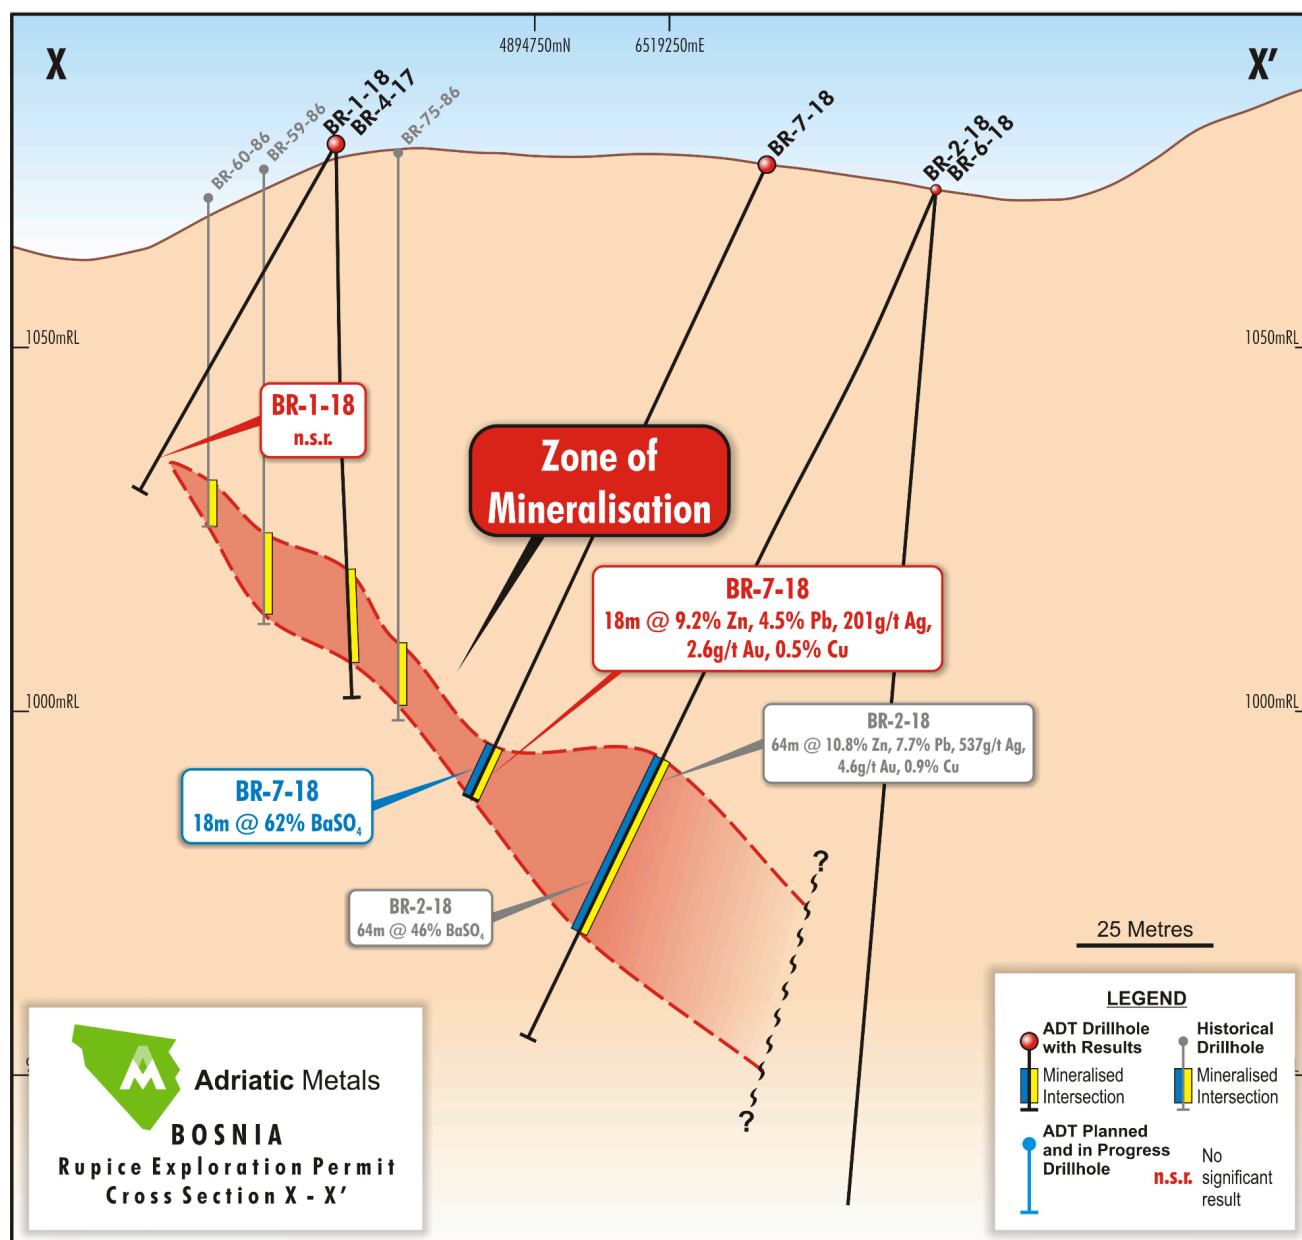 X
4894750mN
6519250mE
X'
BR-60-86
BR-59-86
BR-1-18
BR-4-17
BR-75-86
BR-7-18
BR-2-18
BR-6-18
1050mRL
1050mRL
BR-1-18
n.s.r.
Zone of
Mineralisation
BR-7-18
18m @ 9.2% Zn, 4.5% Pb, 201g/t Ag,
2.6g/t Au, 0.5% Cu
1000mRL
1000mRL
BR-2-18
64m @ 10.8% Zn, 7.7% Pb, 537g/t Ag,
4.6g/t Au, 0.9% Cu
BR-7-18
18m @ 62% BaSO₄
BR-2-18
64m @ 46% BaSO₄
?
?
25 Metres
Adriatic Metals
BOSNIA
Rupice Exploration Permit
Cross Section X - X'
LEGEND
ADT Drillhole
with Results
Historical
Drillhole
Mineralised
Intersection
Mineralised
Intersection
ADT Planned
and in Progress
Drillhole
n.s.r.
No
significant
result